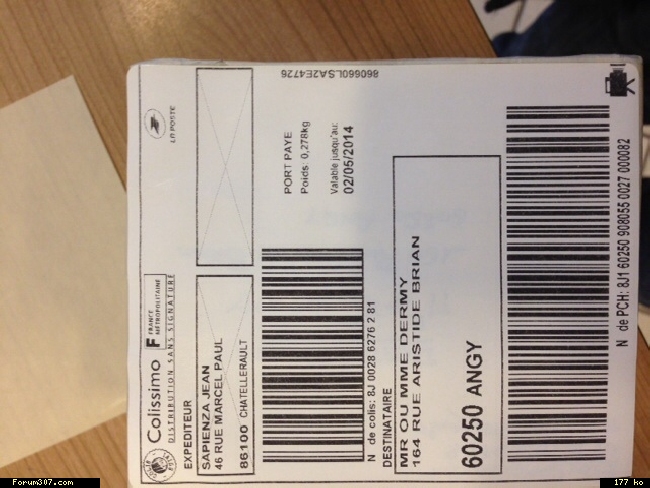 Colissimo
F FRANCE
MÉTROPOLITAINE
DISTRIBUTION SANS SIGNATURE
LA POSTE
EXPEDITEUR
SAPIENZA JEAN
46 RUE MARCEL PAUL
86100 CHATELLERAULT
PORT PAYE
Poids: 0,278kg
Valable jusqu'au:
02/05/2014
N de colis: 8J 0028 6276 2 81
DESTINATAIRE
MR OU MME DERMY
164 RUE ARISTIDE BRIAN
60250 ANGY
N de PCH: 8J1 60250 908055 0027 000082
860660LSA2E4726
Forum307.com
177 ko